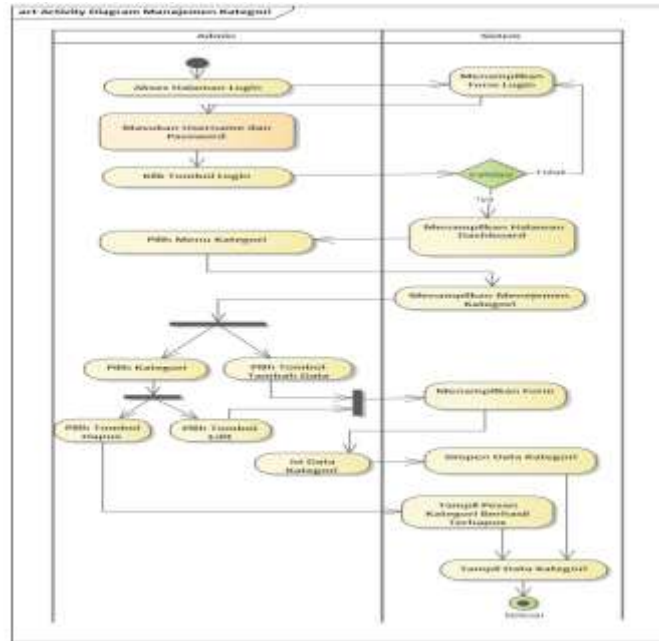 act Activity Diagram Manajemen Kategori
Admin
Sistem
Akses Halaman Login
Menampilkan
Form Login
Masukan Username dan
Password
Klik Tombol Login
Validasi
Tidak
Iya
Menampilkan Halaman
Dashboard
Pilih Menu Kategori
Menampilkan Menejemen
Kategori
Pilih Kategori
Pilih Tombol
Tambah Data
Menampilkan Form
Pilih Tombol
Hapus
Pilih Tombol
Edit
Isi Data
Kategori
Simpan Data Kategori
Tampil Pesan
Kategori Berhasil
Terhapus
Tampil Data Kategori
Selesai